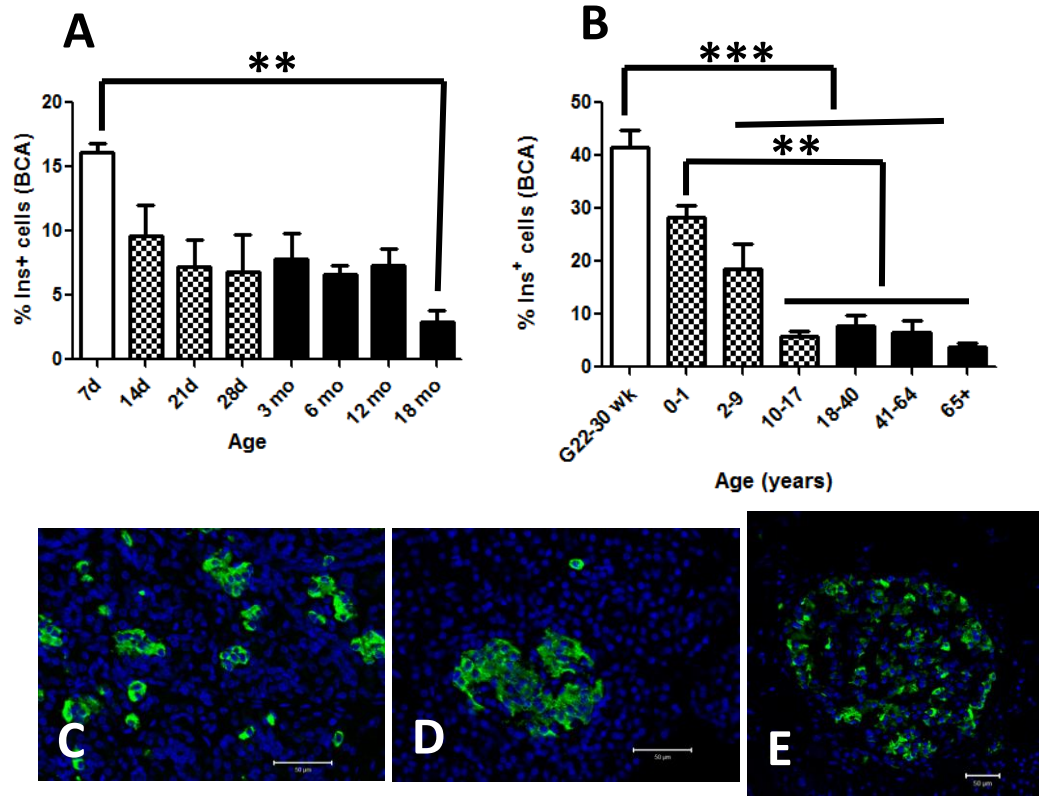 A
**
20
15
10
5
0
% Ins+ cells (BCA)
7d
14d
21d
28d
3 mo
6 mo
12 mo
18 mo
Age
B
***
**
50
40
30
20
10
0
% Ins⁺ cells (BCA)
G22-30 wk
0-1
2-9
10-17
18-40
41-64
65+
Age (years)
C
50 µm
D
50 µm
E
50 µm